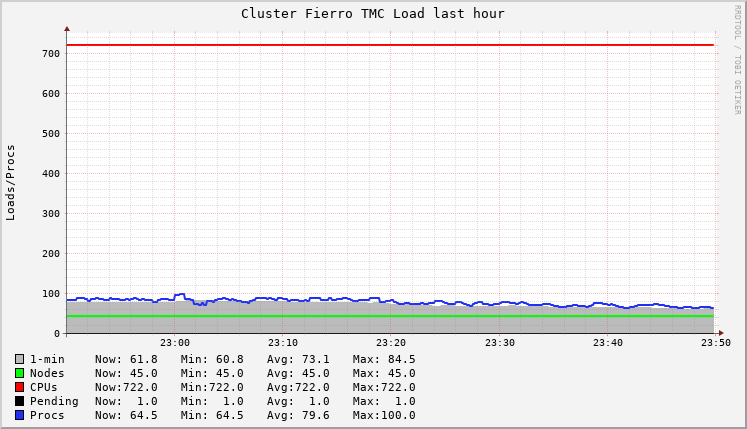 Cluster Fierro TMC Load last hour
RRDTOOL / TOBI OETIKER
Loads/Procs
700
600
500
400
300
200
100
0
23:00 23:10 23:20 23:30 23:40 23:50
1-min Now: 61.8 Min: 60.8 Avg: 73.1 Max: 84.5
Nodes Now: 45.0 Min: 45.0 Avg: 45.0 Max: 45.0
CPUs Now:722.0 Min:722.0 Avg:722.0 Max:722.0
Pending Now: 1.0 Min: 1.0 Avg: 1.0 Max: 1.0
Procs Now: 64.5 Min: 64.5 Avg: 79.6 Max:100.0